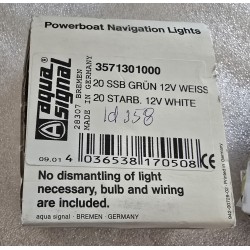 Powerboat Navigation Lights
aqua signal
28307 BREMEN
MADE IN GERMANY
3571301000
20 SSB GRÜN 12V WEISS
20 STARB. 12V WHITE
Id 358
09.01
4 036538 170508
No dismantling of light
necessary, bulb and wiring
are included.
aqua signal · BREMEN · GERMANY